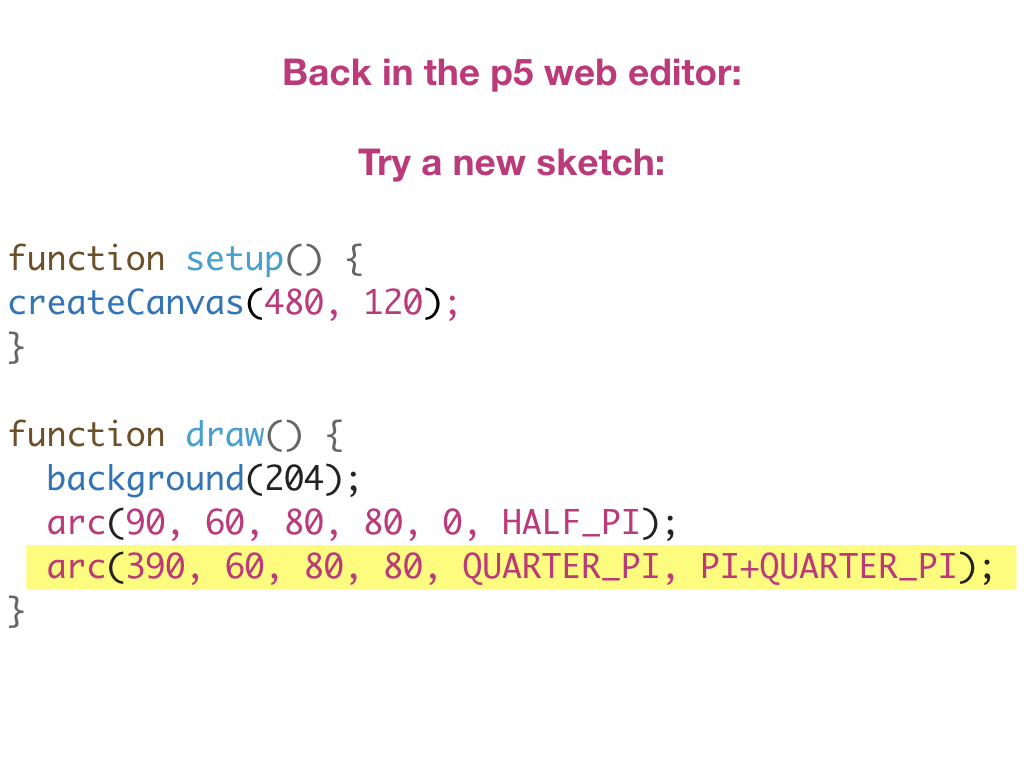 Back in the p5 web editor:
Try a new sketch:
function setup() {
createCanvas(480, 120);
}
function draw() {
  background(204);
  arc(90, 60, 80, 80, 0, HALF_PI);
  arc(390, 60, 80, 80, QUARTER_PI, PI+QUARTER_PI);
}